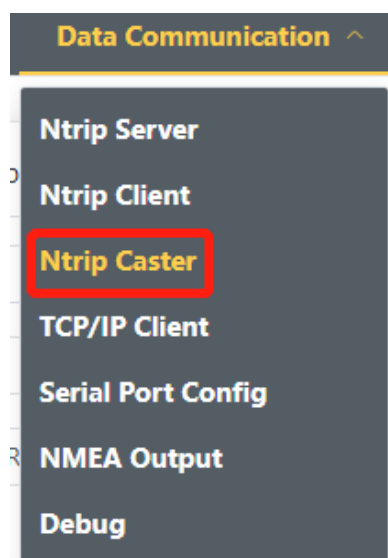 Data Communication
Ntrip Server
Ntrip Client
Ntrip Caster
TCP/IP Client
Serial Port Config
NMEA Output
Debug